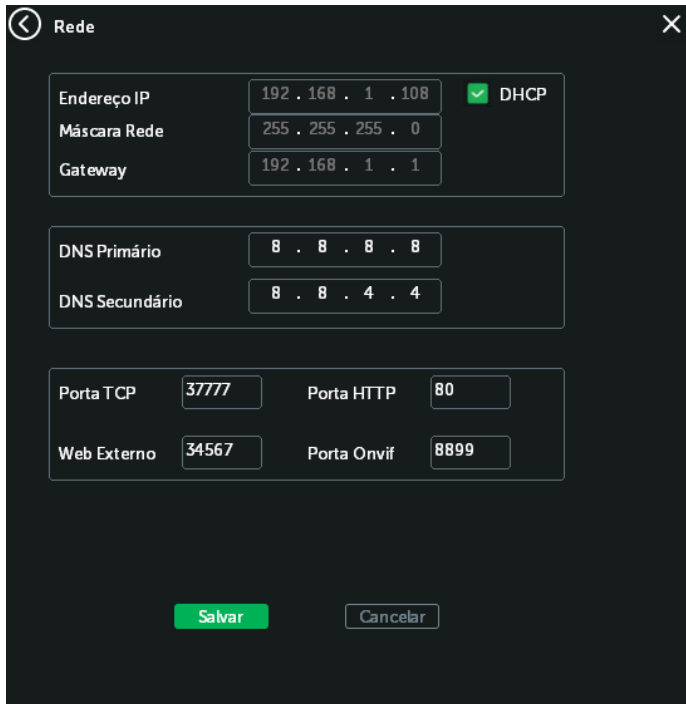 Rede
Endereço IP 192 . 168 . 1 . 108 DHCP
Máscara Rede 255 . 255 . 255 . 0
Gateway 192 . 168 . 1 . 1
DNS Primário 8 . 8 . 8 . 8
DNS Secundário 8 . 8 . 4 . 4
Porta TCP 37777 Porta HTTP 80
Web Externo 34567 Porta Onvif 8899
Salvar Cancelar